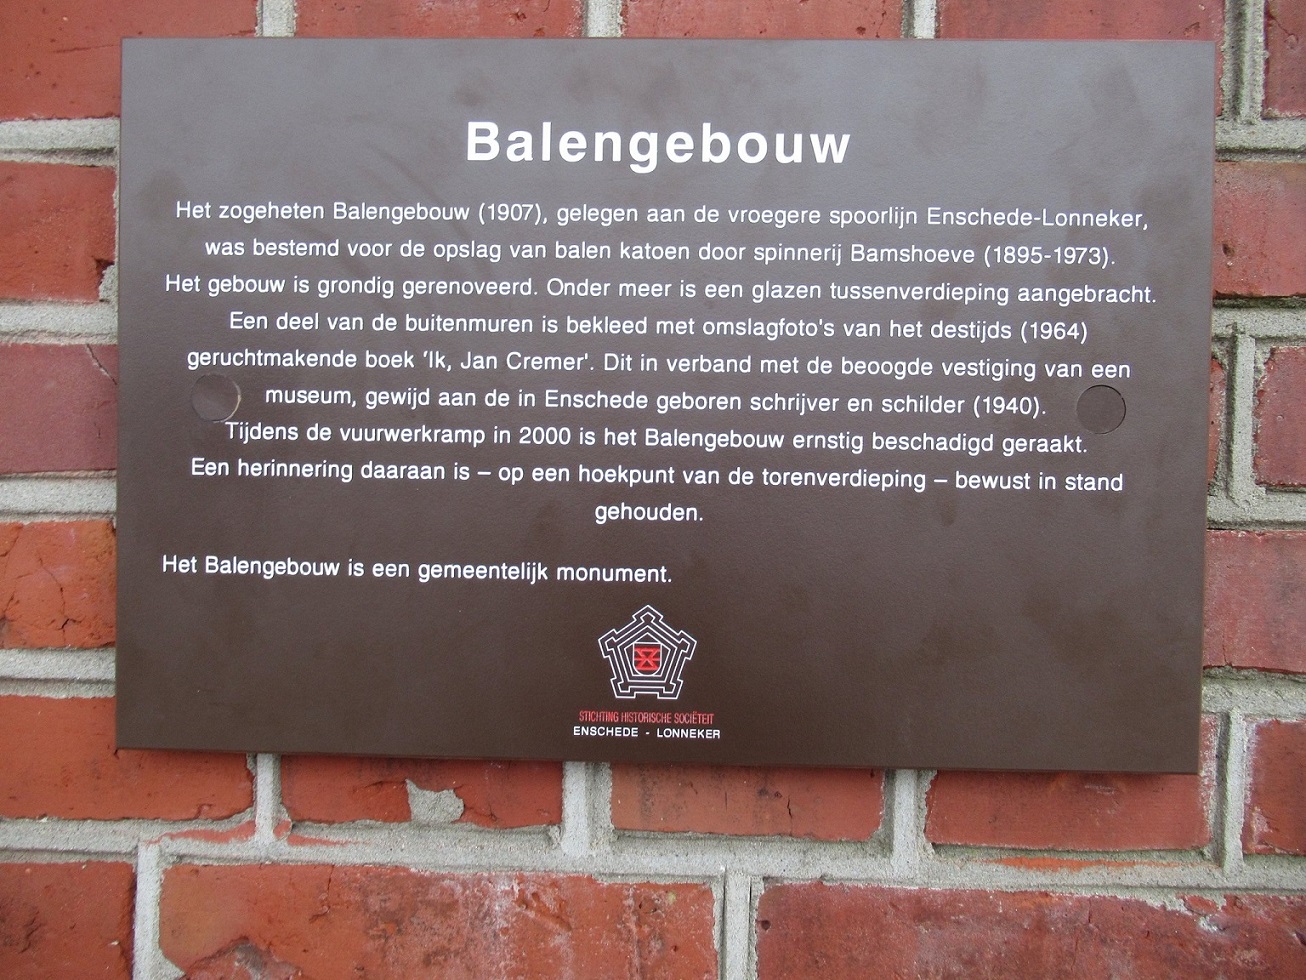 Balengebouw
Het zogeheten Balengebouw (1907), gelegen aan de vroegere spoorlijn Enschede-Lonneker,
was bestemd voor de opslag van balen katoen door spinnerij Bamshoeve (1895-1973).
Het gebouw is grondig gerenoveerd. Onder meer is een glazen tussenverdieping aangebracht.
Een deel van de buitenmuren is bekleed met omslagfoto's van het destijds (1964)
geruchtmakende boek ‘Ik, Jan Cremer'. Dit in verband met de beoogde vestiging van een
museum, gewijd aan de in Enschede geboren schrijver en schilder (1940).
Tijdens de vuurwerkramp in 2000 is het Balengebouw ernstig beschadigd geraakt.
Een herinnering daaraan is – op een hoekpunt van de torenverdieping – bewust in stand
gehouden.
Het Balengebouw is een gemeentelijk monument.
STICHTING HISTORISCHE SOCIËTEIT
ENSCHEDE - LONNEKER